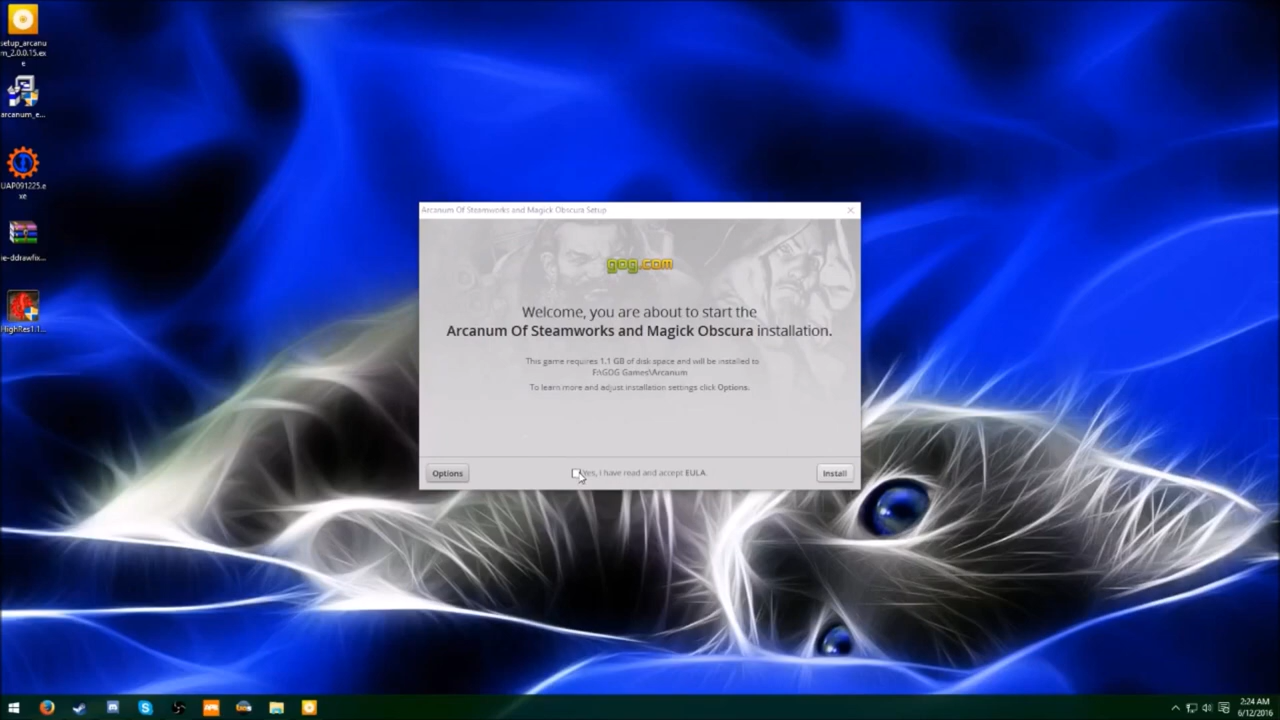 setup_arcanu
m_2.0.0.15.ex
e
arcanum_e...
UAP091225.e
xe
ie-ddrawfix...
HighRes1.1...
Arcanum Of Steamworks and Magick Obscura Setup
gog.com
Welcome, you are about to start the
Arcanum Of Steamworks and Magick Obscura installation.
This game requires 1.1 GB of disk space and will be installed to
F:\GOG Games\Arcanum
To learn more and adjust installation settings click Options.
Options
Yes, I have read and accept EULA.
Install
2:24 AM
6/12/2016